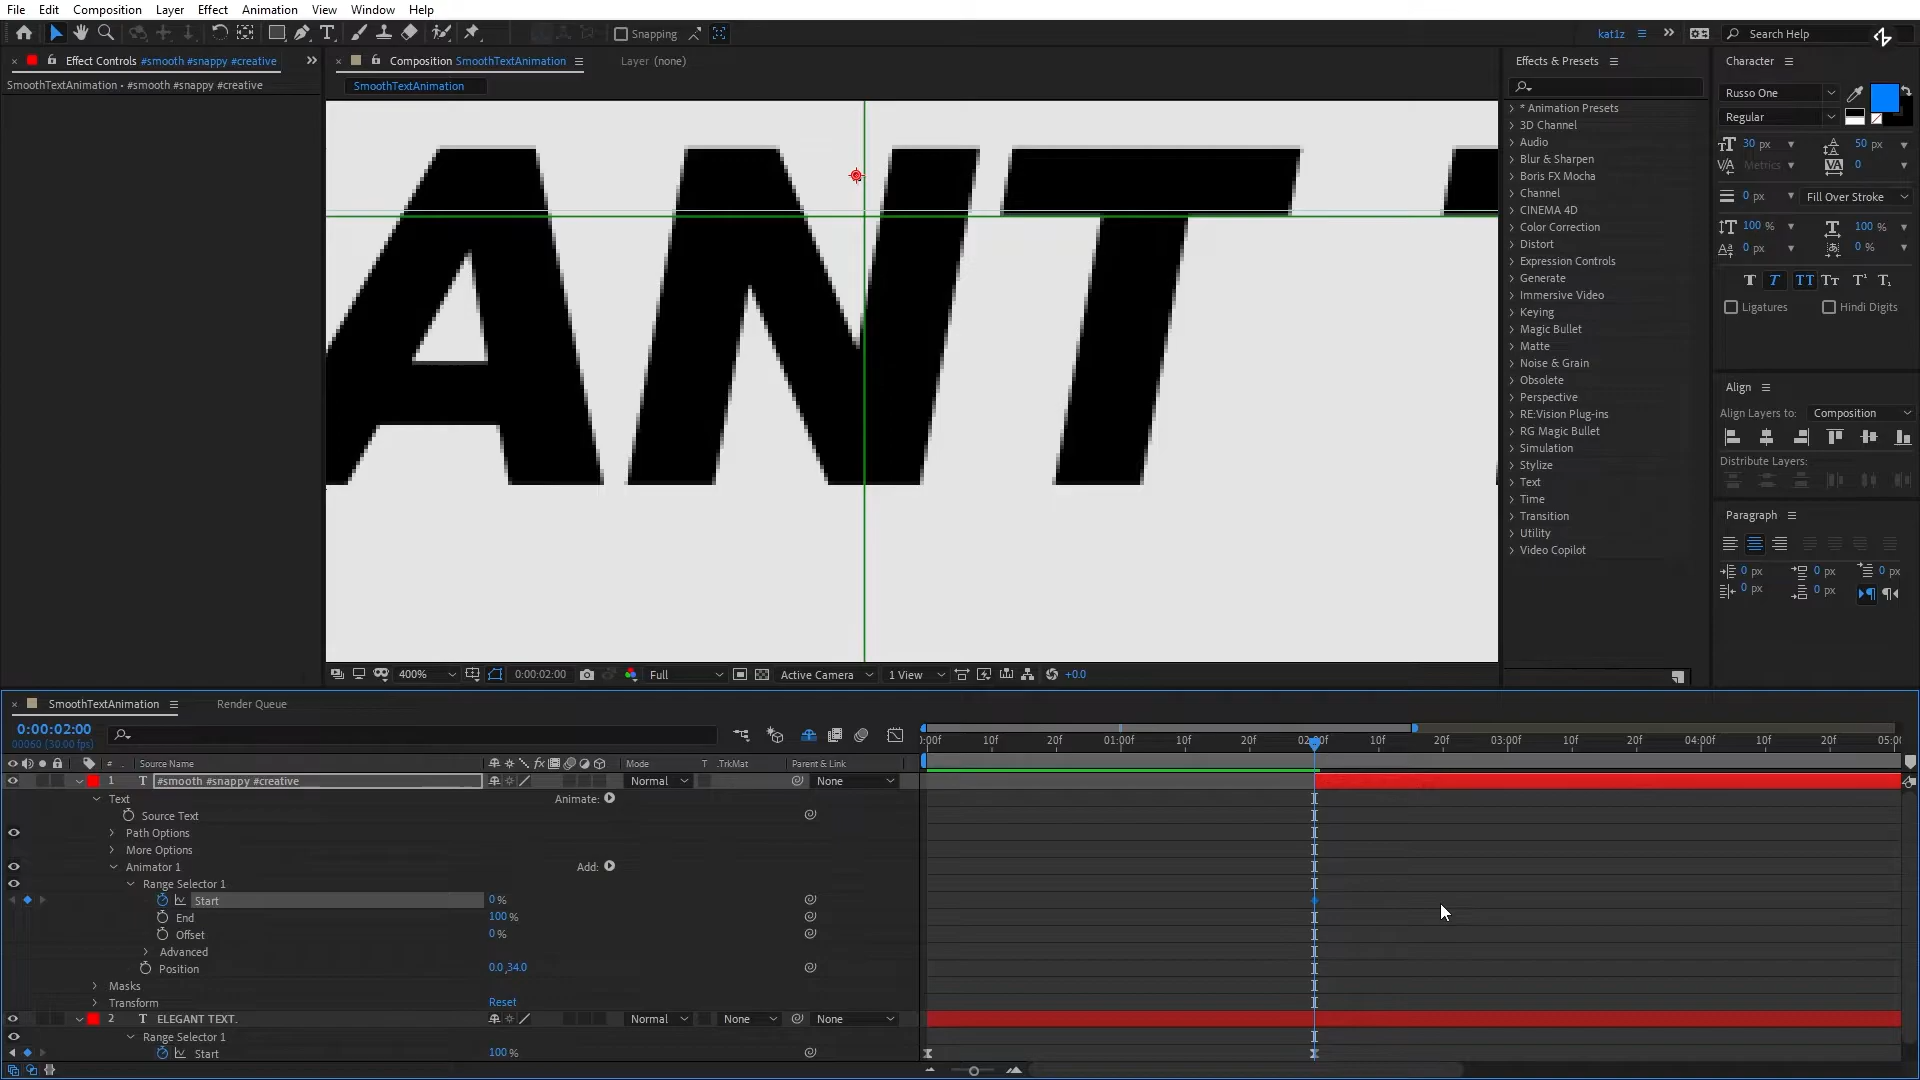 File Edit Composition Layer Effect Animation View Window Help
Snapping
kat1z
Search Help
Effect Controls #smooth #snappy #creative
SmoothTextAnimation • #smooth #snappy #creative
Composition SmoothTextAnimation
Layer (none)
SmoothTextAnimation
ANT
400%
0:00:02:00
Full
Active Camera
1 View
+0.0
Effects & Presets
* Animation Presets
3D Channel
Audio
Blur & Sharpen
Boris FX Mocha
Channel
CINEMA 4D
Color Correction
Distort
Expression Controls
Generate
Immersive Video
Keying
Magic Bullet
Matte
Noise & Grain
Obsolete
Perspective
RE:Vision Plug-ins
RG Magic Bullet
Simulation
Stylize
Text
Time
Transition
Utility
Video Copilot
Character
Russo One
Regular
30 px 50 px
Metrics 0
0 px Fill Over Stroke
100 % 100 %
0 px 0 %
T T TT Tт T¹ T₁
Ligatures Hindi Digits
Align
Align Layers to: Composition
Distribute Layers:
Paragraph
0 px 0 px 0 px
0 px 0 px
SmoothTextAnimation
Render Queue
0:00:02:00
00060 (30.00 fps)
):00f 10f 20f 01:00f 10f 20f 02:00f 10f 20f 03:00f 10f 20f 04:00f 10f 20f 05:0
# Source Name Mode T .TrkMat Parent & Link
1 T #smooth #snappy #creative Normal None
Text Animate:
Source Text
Path Options
More Options
Animator 1 Add:
Range Selector 1
Start 0 %
End 100 %
Offset 0 %
Advanced
Position 0.0,34.0
Masks
Transform Reset
2 T ELEGANT TEXT. Normal None None
Range Selector 1
Start 100 %